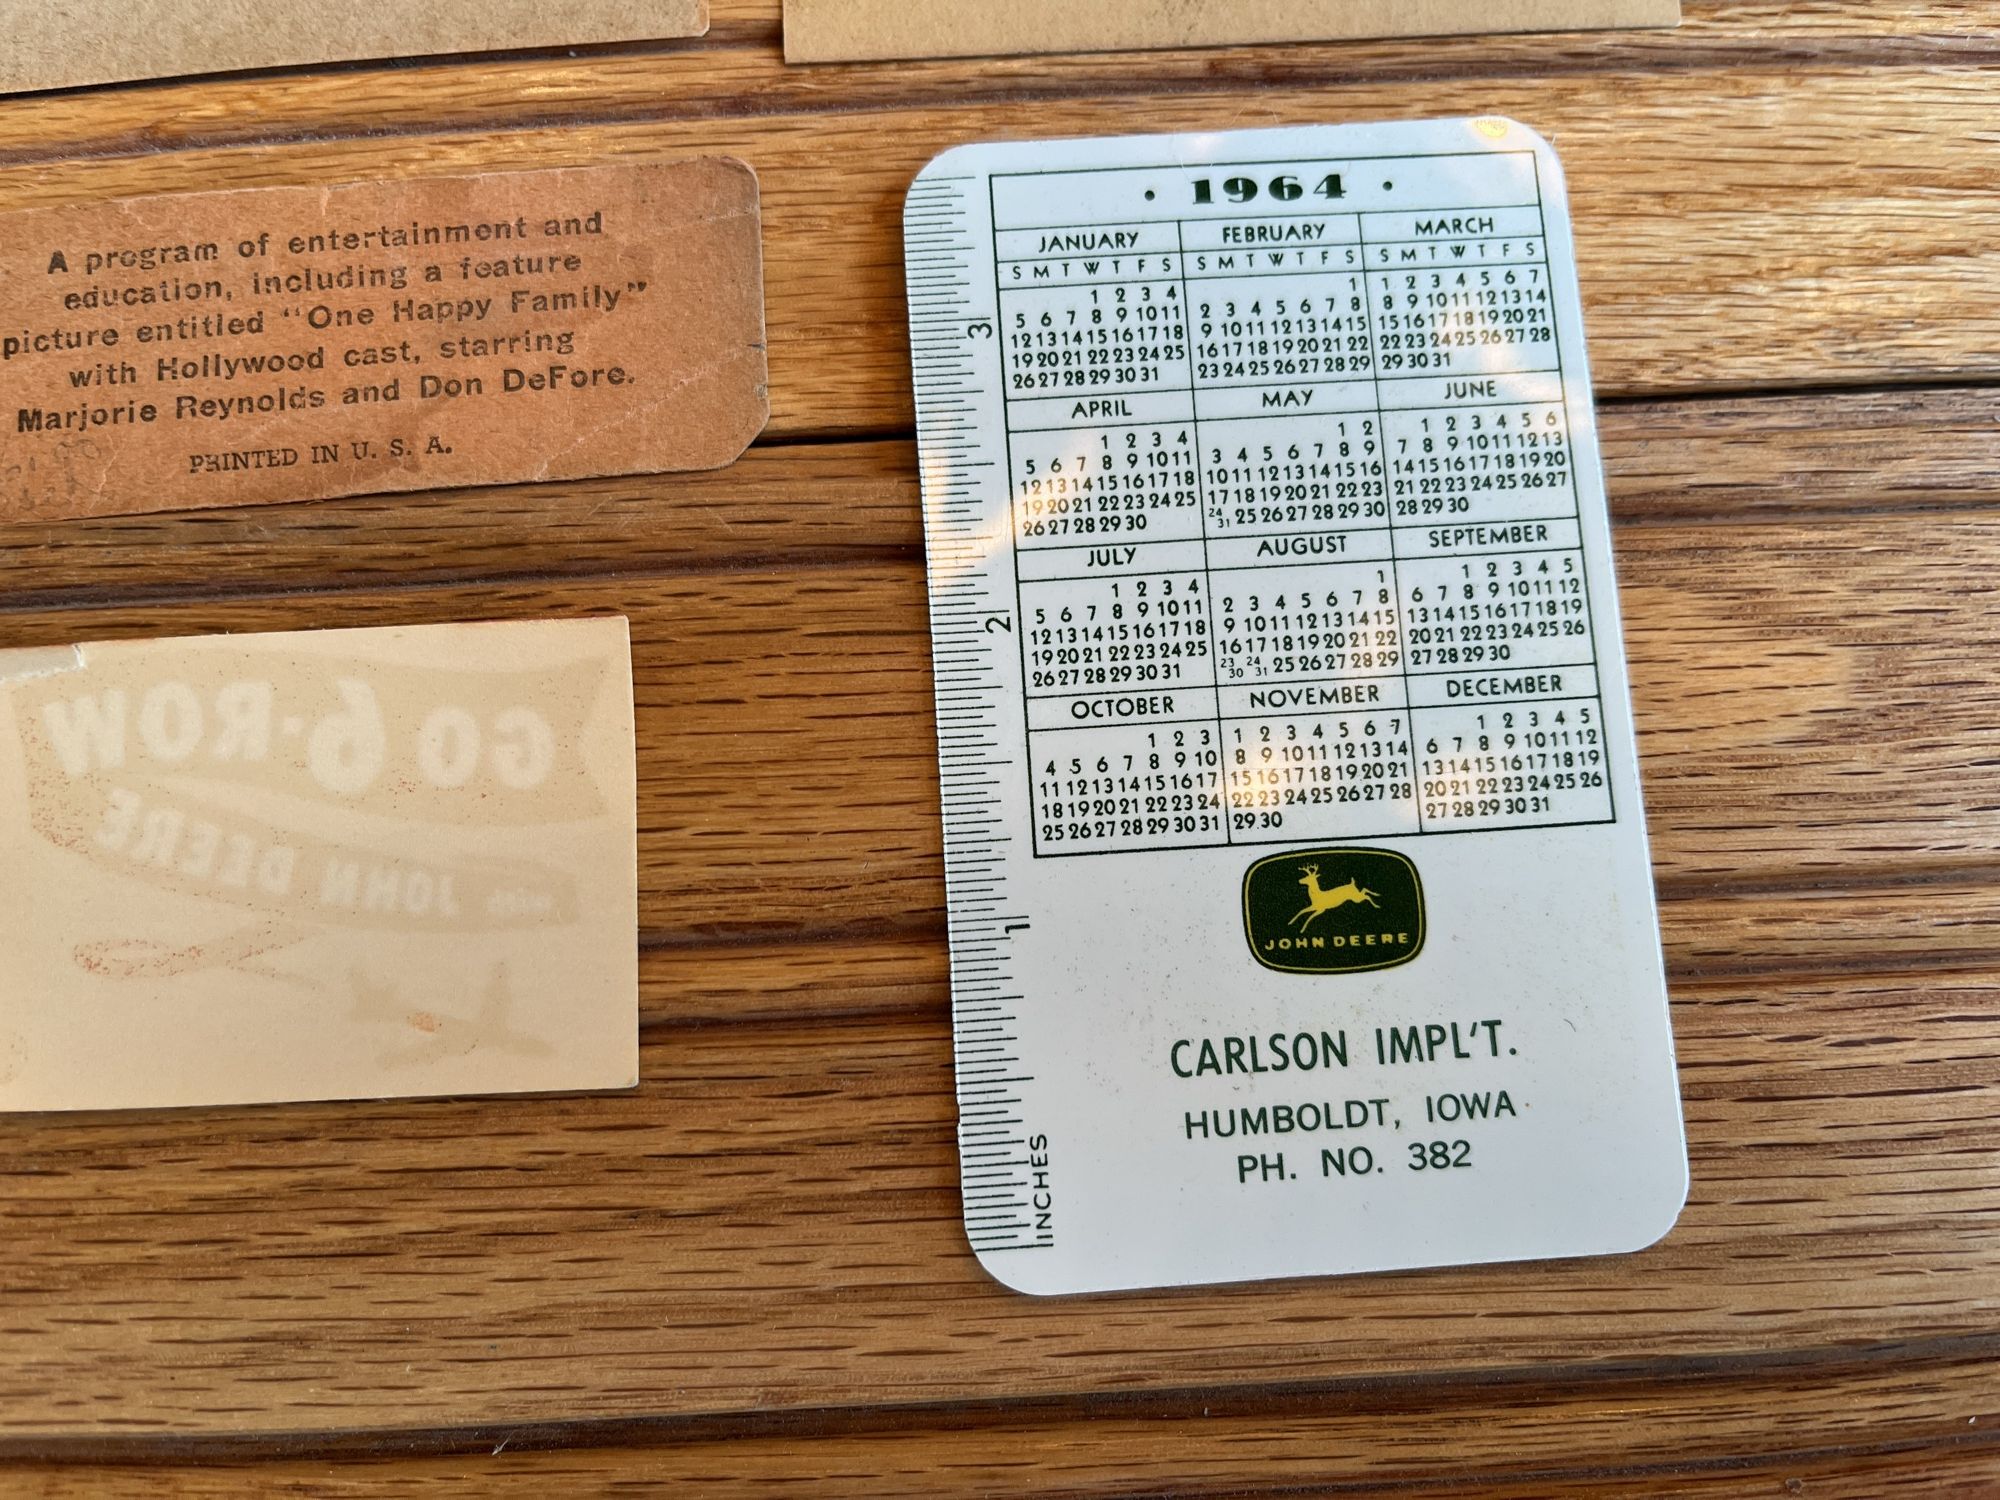 A program of entertainment and
education, including a feature
picture entitled "One Happy Family"
with Hollywood cast, starring
Marjorie Reynolds and Don DeFore.
PRINTED IN U. S. A.
GO 6-ROW
JOHN DEERE
• 1964 •
JANUARY FEBRUARY MARCH
S M T W T F S S M T W T F S S M T W T F S
1 2 3 4 1 1 2 3 4 5 6 7
5 6 7 8 9 10 11 2 3 4 5 6 7 8 8 9 10 11 12 13 14
12 13 14 15 16 17 18 9 10 11 12 13 14 15 15 16 17 18 19 20 21
19 20 21 22 23 24 25 16 17 18 19 20 21 22 22 23 24 25 26 27 28
26 27 28 29 30 31 23 24 25 26 27 28 29 29 30 31
APRIL MAY JUNE
1 2 3 4 1 2 1 2 3 4 5 6
5 6 7 8 9 10 11 3 4 5 6 7 8 9 7 8 9 10 11 12 13
12 13 14 15 16 17 18 10 11 12 13 14 15 16 14 15 16 17 18 19 20
19 20 21 22 23 24 25 17 18 19 20 21 22 23 21 22 23 24 25 26 27
26 27 28 29 30 24 31 25 26 27 28 29 30 28 29 30
JULY AUGUST SEPTEMBER
1 2 3 4 1 1 2 3 4 5
5 6 7 8 9 10 11 2 3 4 5 6 7 8 6 7 8 9 10 11 12
12 13 14 15 16 17 18 9 10 11 12 13 14 15 13 14 15 16 17 18 19
19 20 21 22 23 24 25 16 17 18 19 20 21 22 20 21 22 23 24 25 26
26 27 28 29 30 31 23 30 24 31 25 26 27 28 29 27 28 29 30
OCTOBER NOVEMBER DECEMBER
1 2 3 1 2 3 4 5 6 7 1 2 3 4 5
4 5 6 7 8 9 10 8 9 10 11 12 13 14 6 7 8 9 10 11 12
11 12 13 14 15 16 17 15 16 17 18 19 20 21 13 14 15 16 17 18 19
18 19 20 21 22 23 24 22 23 24 25 26 27 28 20 21 22 23 24 25 26
25 26 27 28 29 30 31 29 30 27 28 29 30 31
JOHN DEERE
CARLSON IMPL'T.
HUMBOLDT, IOWA
PH. NO. 382
3
2
1
INCHES